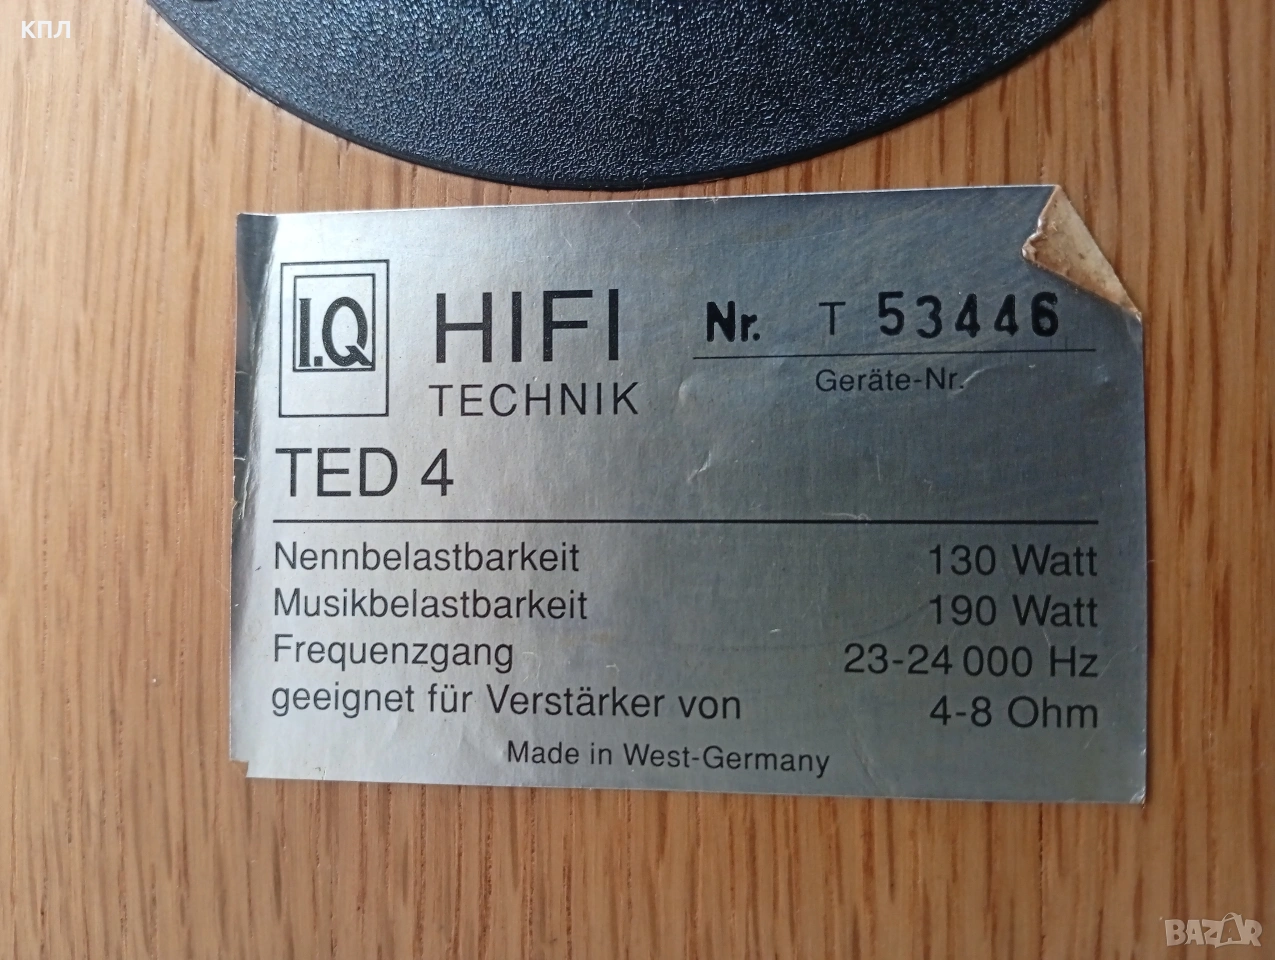 кпл
I.Q
HIFI
TECHNIK
Nr. T 53446
Geräte-Nr.
TED 4
Nennbelastbarkeit 130 Watt
Musikbelastbarkeit 190 Watt
Frequenzgang 23-24 000 Hz
geeignet für Verstärker von 4-8 Ohm
Made in West-Germany
BAZAR